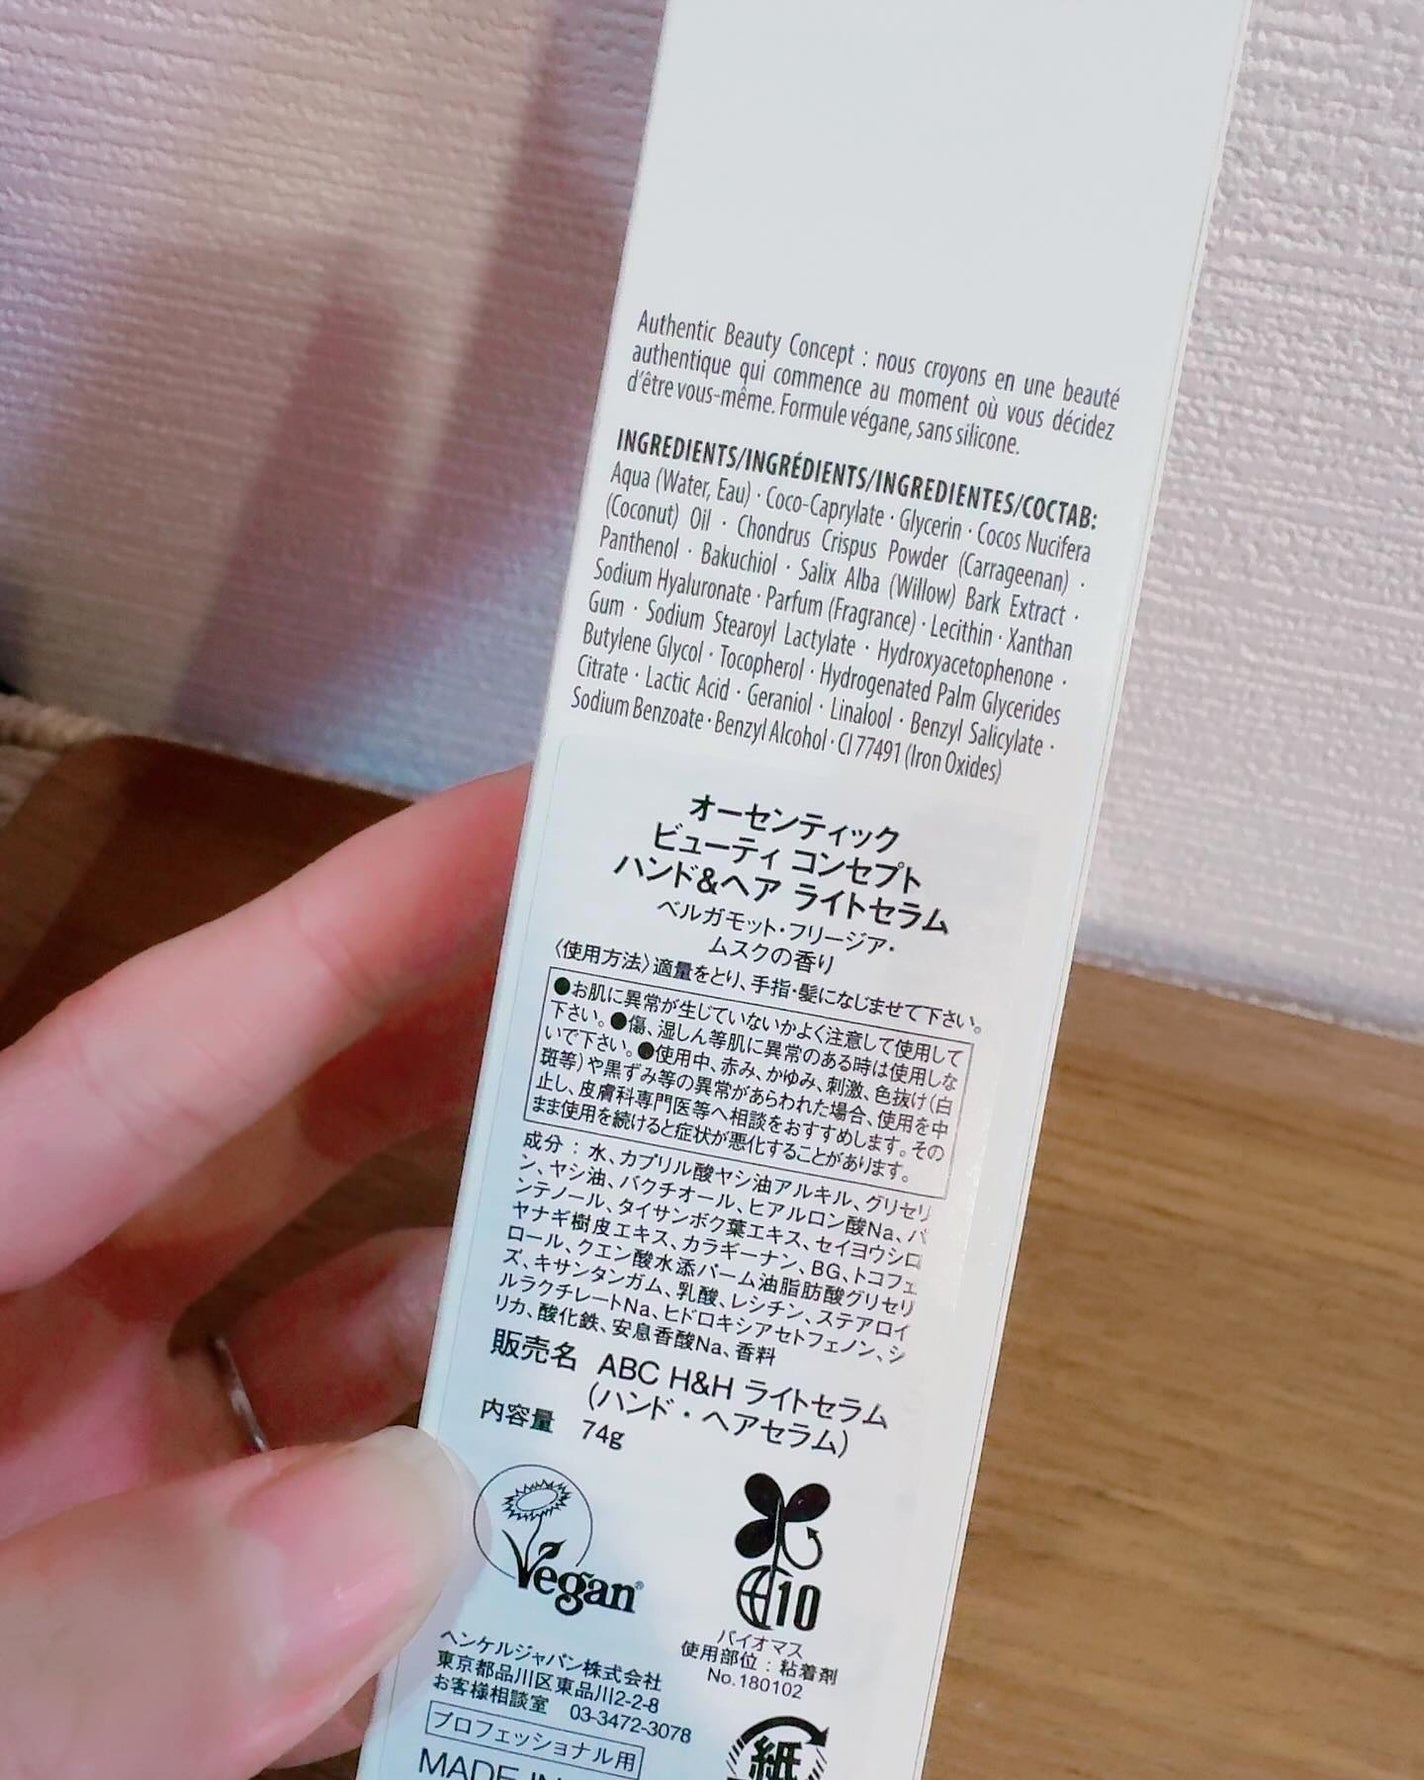 Authentic Beauty Concept : nous croyons en une beauté
authentique qui commence au moment où vous décidez
d'être vous-même. Formule végane, sans silicone.
INGREDIENTS/INGRÉDIENTS/INGREDIENTES/COCTAB:
Aqua (Water, Eau) · Coco-Caprylate · Glycerin · Cocos Nucifera
(Coconut) Oil · Chondrus Crispus Powder (Carrageenan) ·
Panthenol · Bakuchiol · Salix Alba (Willow) Bark Extract ·
Sodium Hyaluronate · Parfum (Fragrance) · Lecithin · Xanthan
Gum · Sodium Stearoyl Lactylate · Hydroxyacetophenone ·
Butylene Glycol · Tocopherol · Hydrogenated Palm Glycerides
Citrate · Lactic Acid · Geraniol · Linalool · Benzyl Salicylate ·
Sodium Benzoate · Benzyl Alcohol · CI 77491 (Iron Oxides)
オーセンティック
ビューティ コンセプト
ハンド&ヘア ライトセラム
ベルガモット・フリージア・
ムスクの香り
〈使用方法〉適量をとり、手指・髪になじませて下さい。
●お肌に異常が生じていないかよく注意して使用して
下さい。●傷、湿しん等肌に異常のある時は使用しな
いで下さい。●使用中、赤み、かゆみ、刺激、色抜け(白
斑等)や黒ずみ等の異常があらわれた場合、使用を中
止し、皮膚科専門医等へ相談をおすすめします。その
まま使用を続けると症状が悪化することがあります。
成分：水、カプリル酸ヤシ油アルキル、グリセリ
ン、ヤシ油、バクチオール、ヒアルロン酸Na、パ
ンテノール、タイサンボク葉エキス、セイヨウシロ
ヤナギ樹皮エキス、カラギーナン、BG、トコフェ
ロール、クエン酸水添パーム油脂肪酸グリセリ
ズ、キサンタンガム、乳酸、レシチン、ステアロイ
ルラクチレートNa、ヒドロキシアセトフェノン、シ
リカ、酸化鉄、安息香酸Na、香料
販売名 ABC H&H ライトセラム
(ハンド・ヘアセラム)
内容量 74g
Vegan®
10
バイオマス
使用部位：粘着剤
No.180102
ヘンケルジャパン株式会社
東京都品川区東品川2-2-8
お客様相談室 03-3472-3078
プロフェッショナル用
紙
MADE IN